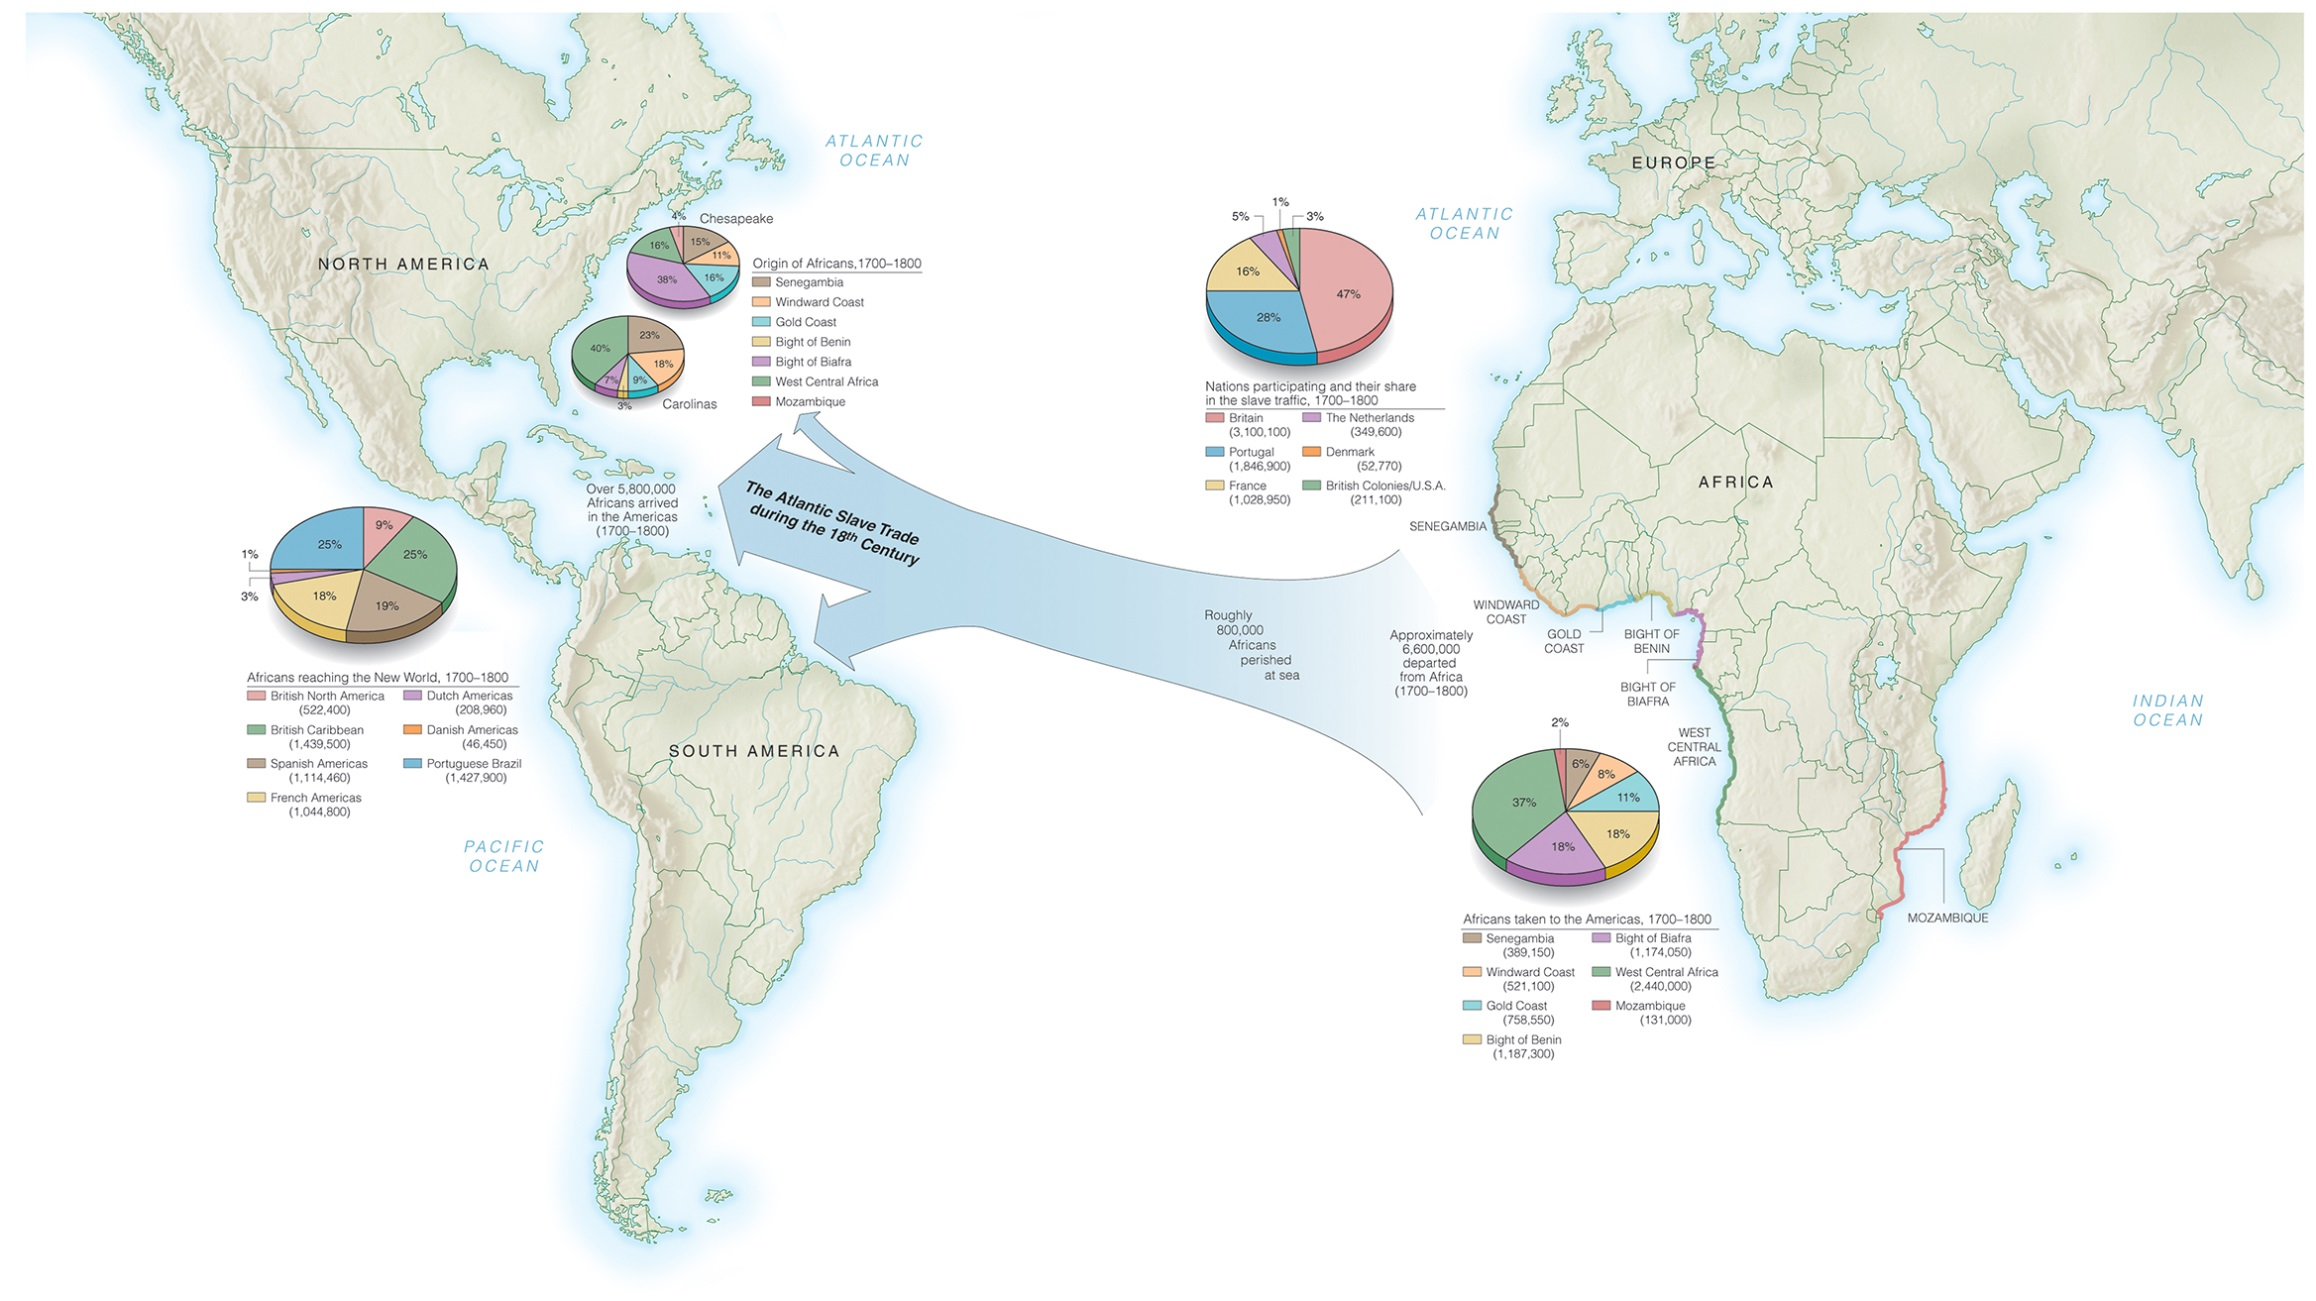 ATLANTIC
OCEAN
NORTH AMERICA
Chesapeake
4%
15%
11%
16%
38%
16%
23%
18%
9%
3%
7%
40%
Carolinas
Origin of Africans,1700–1800
Senegambia
Windward Coast
Gold Coast
Bight of Benin
Bight of Biafra
West Central Africa
Mozambique
Over 5,800,000
Africans arrived
in the Americas
(1700–1800)
The Atlantic Slave Trade
during the 18th Century
9%
25%
19%
18%
3%
1%
25%
Africans reaching the New World, 1700–1800
British North America
(522,400)
British Caribbean
(1,439,500)
Spanish Americas
(1,114,460)
French Americas
(1,044,800)
Dutch Americas
(208,960)
Danish Americas
(46,450)
Portuguese Brazil
(1,427,900)
PACIFIC
OCEAN
SOUTH AMERICA
ATLANTIC
OCEAN
EUROPE
5%
1%
3%
47%
28%
16%
Nations participating and their share
in the slave traffic, 1700–1800
Britain
(3,100,100)
Portugal
(1,846,900)
France
(1,028,950)
The Netherlands
(349,600)
Denmark
(52,770)
British Colonies/U.S.A.
(211,100)
AFRICA
SENEGAMBIA
WINDWARD
COAST
GOLD
COAST
BIGHT OF
BENIN
BIGHT OF
BIAFRA
WEST
CENTRAL
AFRICA
MOZAMBIQUE
INDIAN
OCEAN
Roughly
800,000
Africans
perished
at sea
Approximately
6,600,000
departed
from Africa
(1700–1800)
2%
6%
8%
11%
18%
18%
37%
Africans taken to the Americas, 1700–1800
Senegambia
(389,150)
Windward Coast
(521,100)
Gold Coast
(758,550)
Bight of Benin
(1,187,300)
Bight of Biafra
(1,174,050)
West Central Africa
(2,440,000)
Mozambique
(131,000)